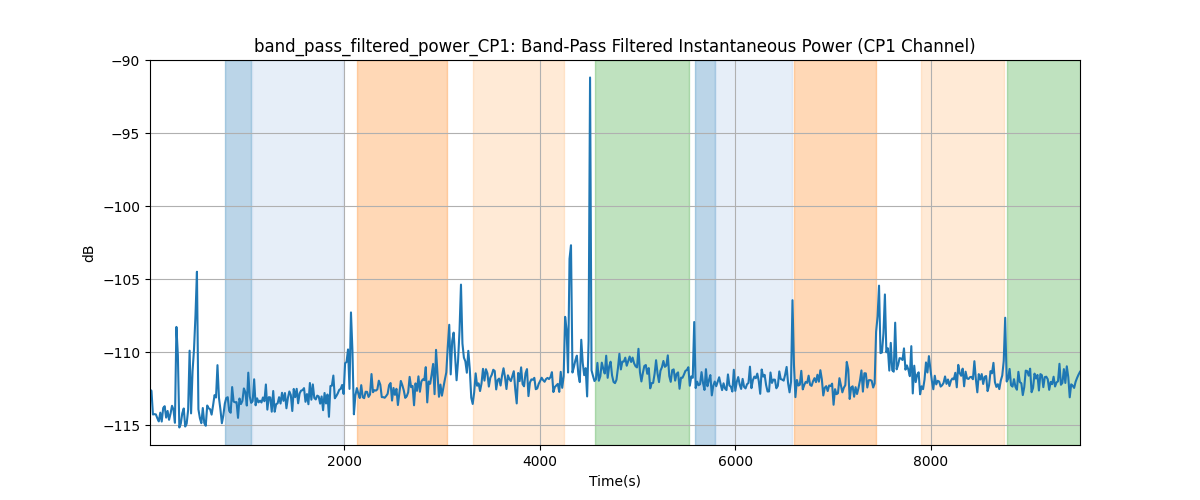 band_pass_filtered_power_CP1: Band-Pass Filtered Instantaneous Power (CP1 Channel)
−90
−95
−100
−105
−110
−115
dB
2000 4000 6000 8000
Time(s)